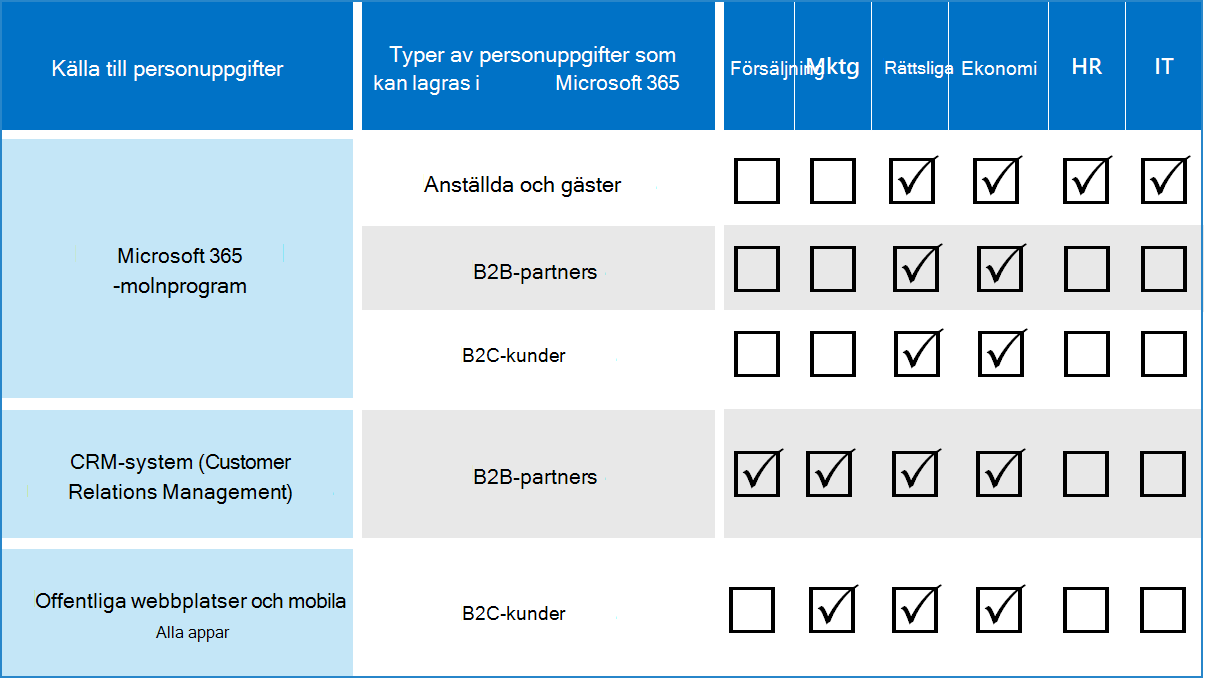 Källa till personuppgifter
Typer av personuppgifter som
kan lagras i Microsoft 365
Försäljning
Mktg
Rättsliga
Ekonomi
HR
IT
Microsoft 365
-molnprogram
Anställda och gäster
B2B-partners
B2C-kunder
CRM-system (Customer
Relations Management)
B2B-partners
Offentliga webbplatser och mobila
Alla appar
B2C-kunder